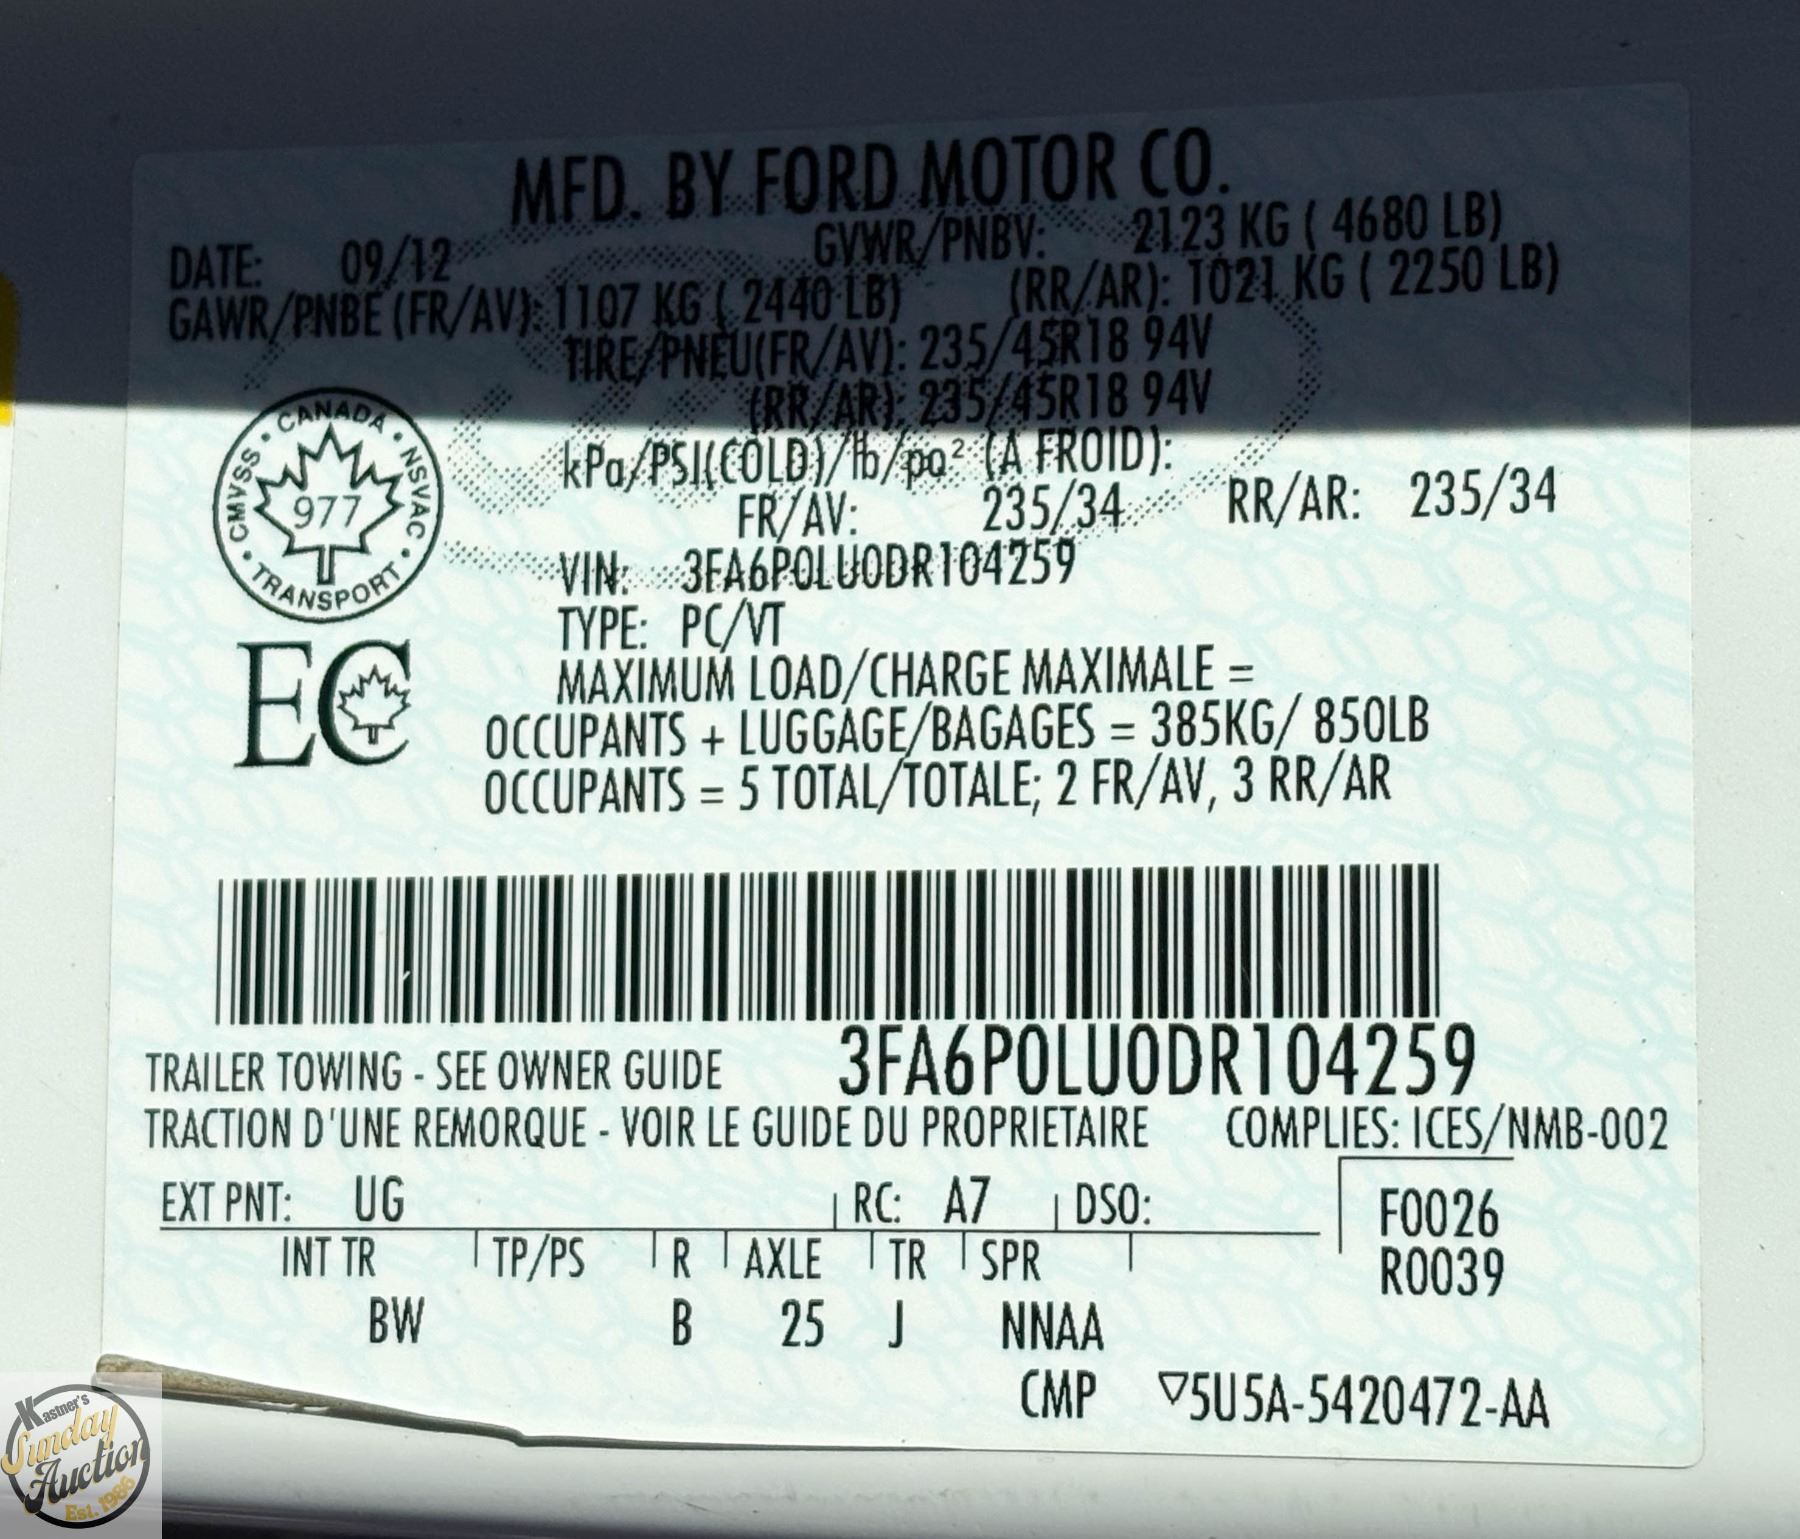 MFD. BY FORD MOTOR CO.
DATE: 09/12 GVWR/PNBV: 2123 KG ( 4680 LB)
GAWR/PNBE (FR/AV): 1107 KG ( 2440 LB) (RR/AR): 1021 KG ( 2250 LB)
TIRE/PNEU(FR/AV): 235/45R18 94V
(RR/AR): 235/45R18 94V
kPa/PSI(COLD)/lb/po² (A FROID):
FR/AV: 235/34 RR/AR: 235/34
CANADA · NSVAC · TRANSPORT · CMVSS ·
977
VIN: 3FA6P0LU0DR104259
TYPE: PC/VT
EC
MAXIMUM LOAD/CHARGE MAXIMALE =
OCCUPANTS + LUGGAGE/BAGAGES = 385KG/ 850LB
OCCUPANTS = 5 TOTAL/TOTALE; 2 FR/AV, 3 RR/AR
3FA6P0LU0DR104259
TRAILER TOWING - SEE OWNER GUIDE
TRACTION D'UNE REMORQUE - VOIR LE GUIDE DU PROPRIETAIRE COMPLIES: ICES/NMB-002
EXT PNT: UG RC: A7 DSO: F0026
INT TR TP/PS R AXLE TR SPR R0039
BW B 25 J NNAA
CMP ▽5U5A-5420472-AA
Kastner's
Sunday
Auction
Est. 1986